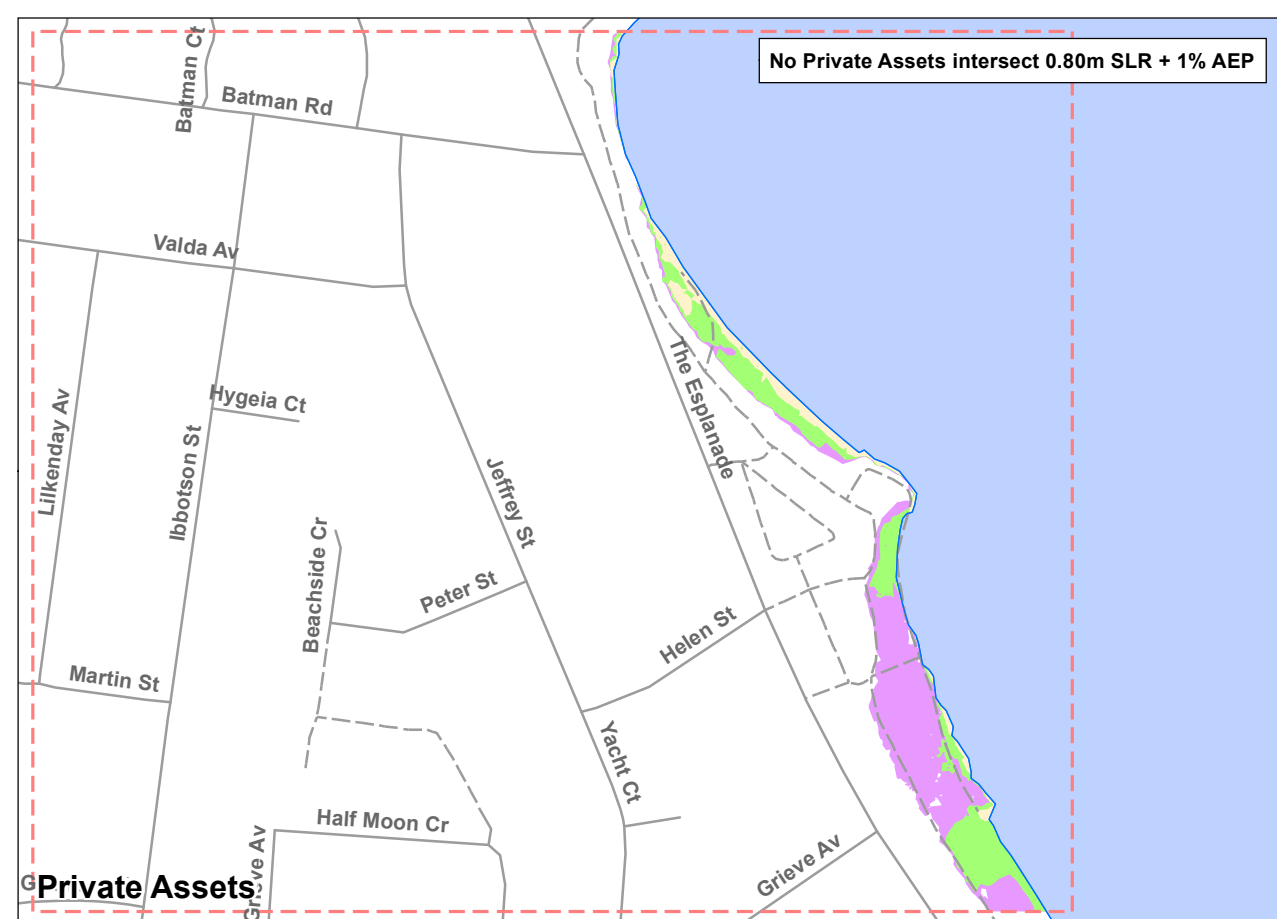 Batman Ct
No Private Assets intersect 0.80m SLR + 1% AEP
Batman Rd
Valda Av
The Esplanade
Hygeia Ct
Lilkenday Av
Ibbotson St
Jeffrey St
Beachside Cr
Peter St
Helen St
Martin St
Yacht Ct
Half Moon Cr
Grieve Av
Grieve Av
Private Assets